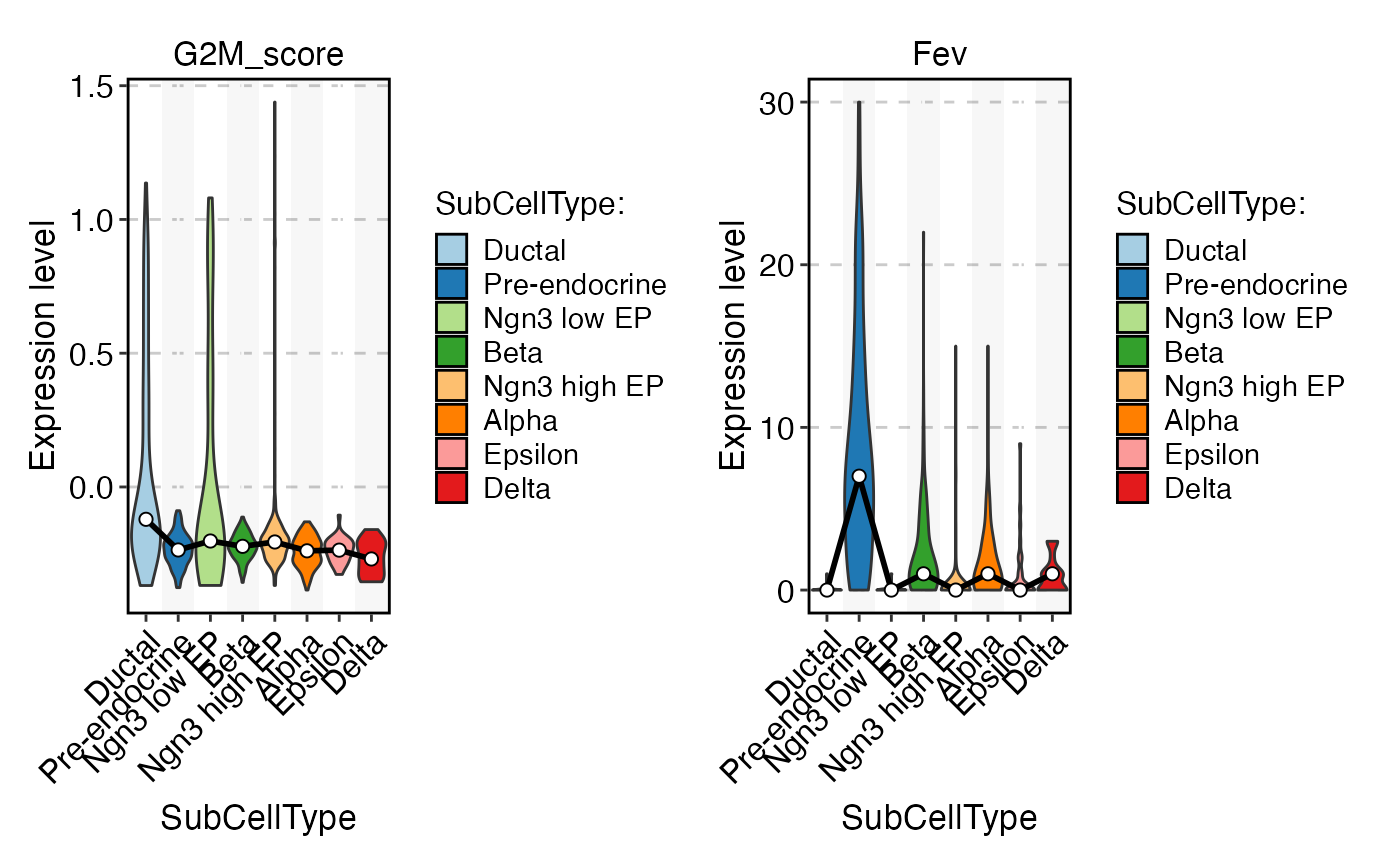 G2M_score
Expression level
1.5
1.0
0.5
0.0
Ductal
Pre-endocrine
Ngn3 low EP
Beta
Ngn3 high EP
Alpha
Epsilon
Delta
SubCellType
SubCellType:
Ductal
Pre-endocrine
Ngn3 low EP
Beta
Ngn3 high EP
Alpha
Epsilon
Delta
Fev
Expression level
30
20
10
0
Ductal
Pre-endocrine
Ngn3 low EP
Beta
Ngn3 high EP
Alpha
Epsilon
Delta
SubCellType
SubCellType:
Ductal
Pre-endocrine
Ngn3 low EP
Beta
Ngn3 high EP
Alpha
Epsilon
Delta